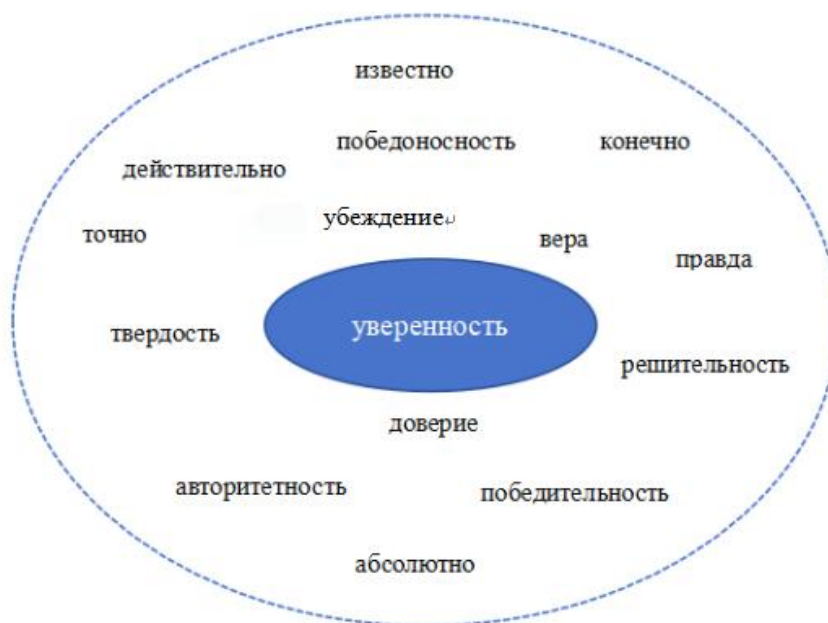 известно
победоносность
конечно
действительно
убеждение
точно
вера
правда
уверенность
твердость
решительность
доверие
авторитетность
победительность
абсолютно